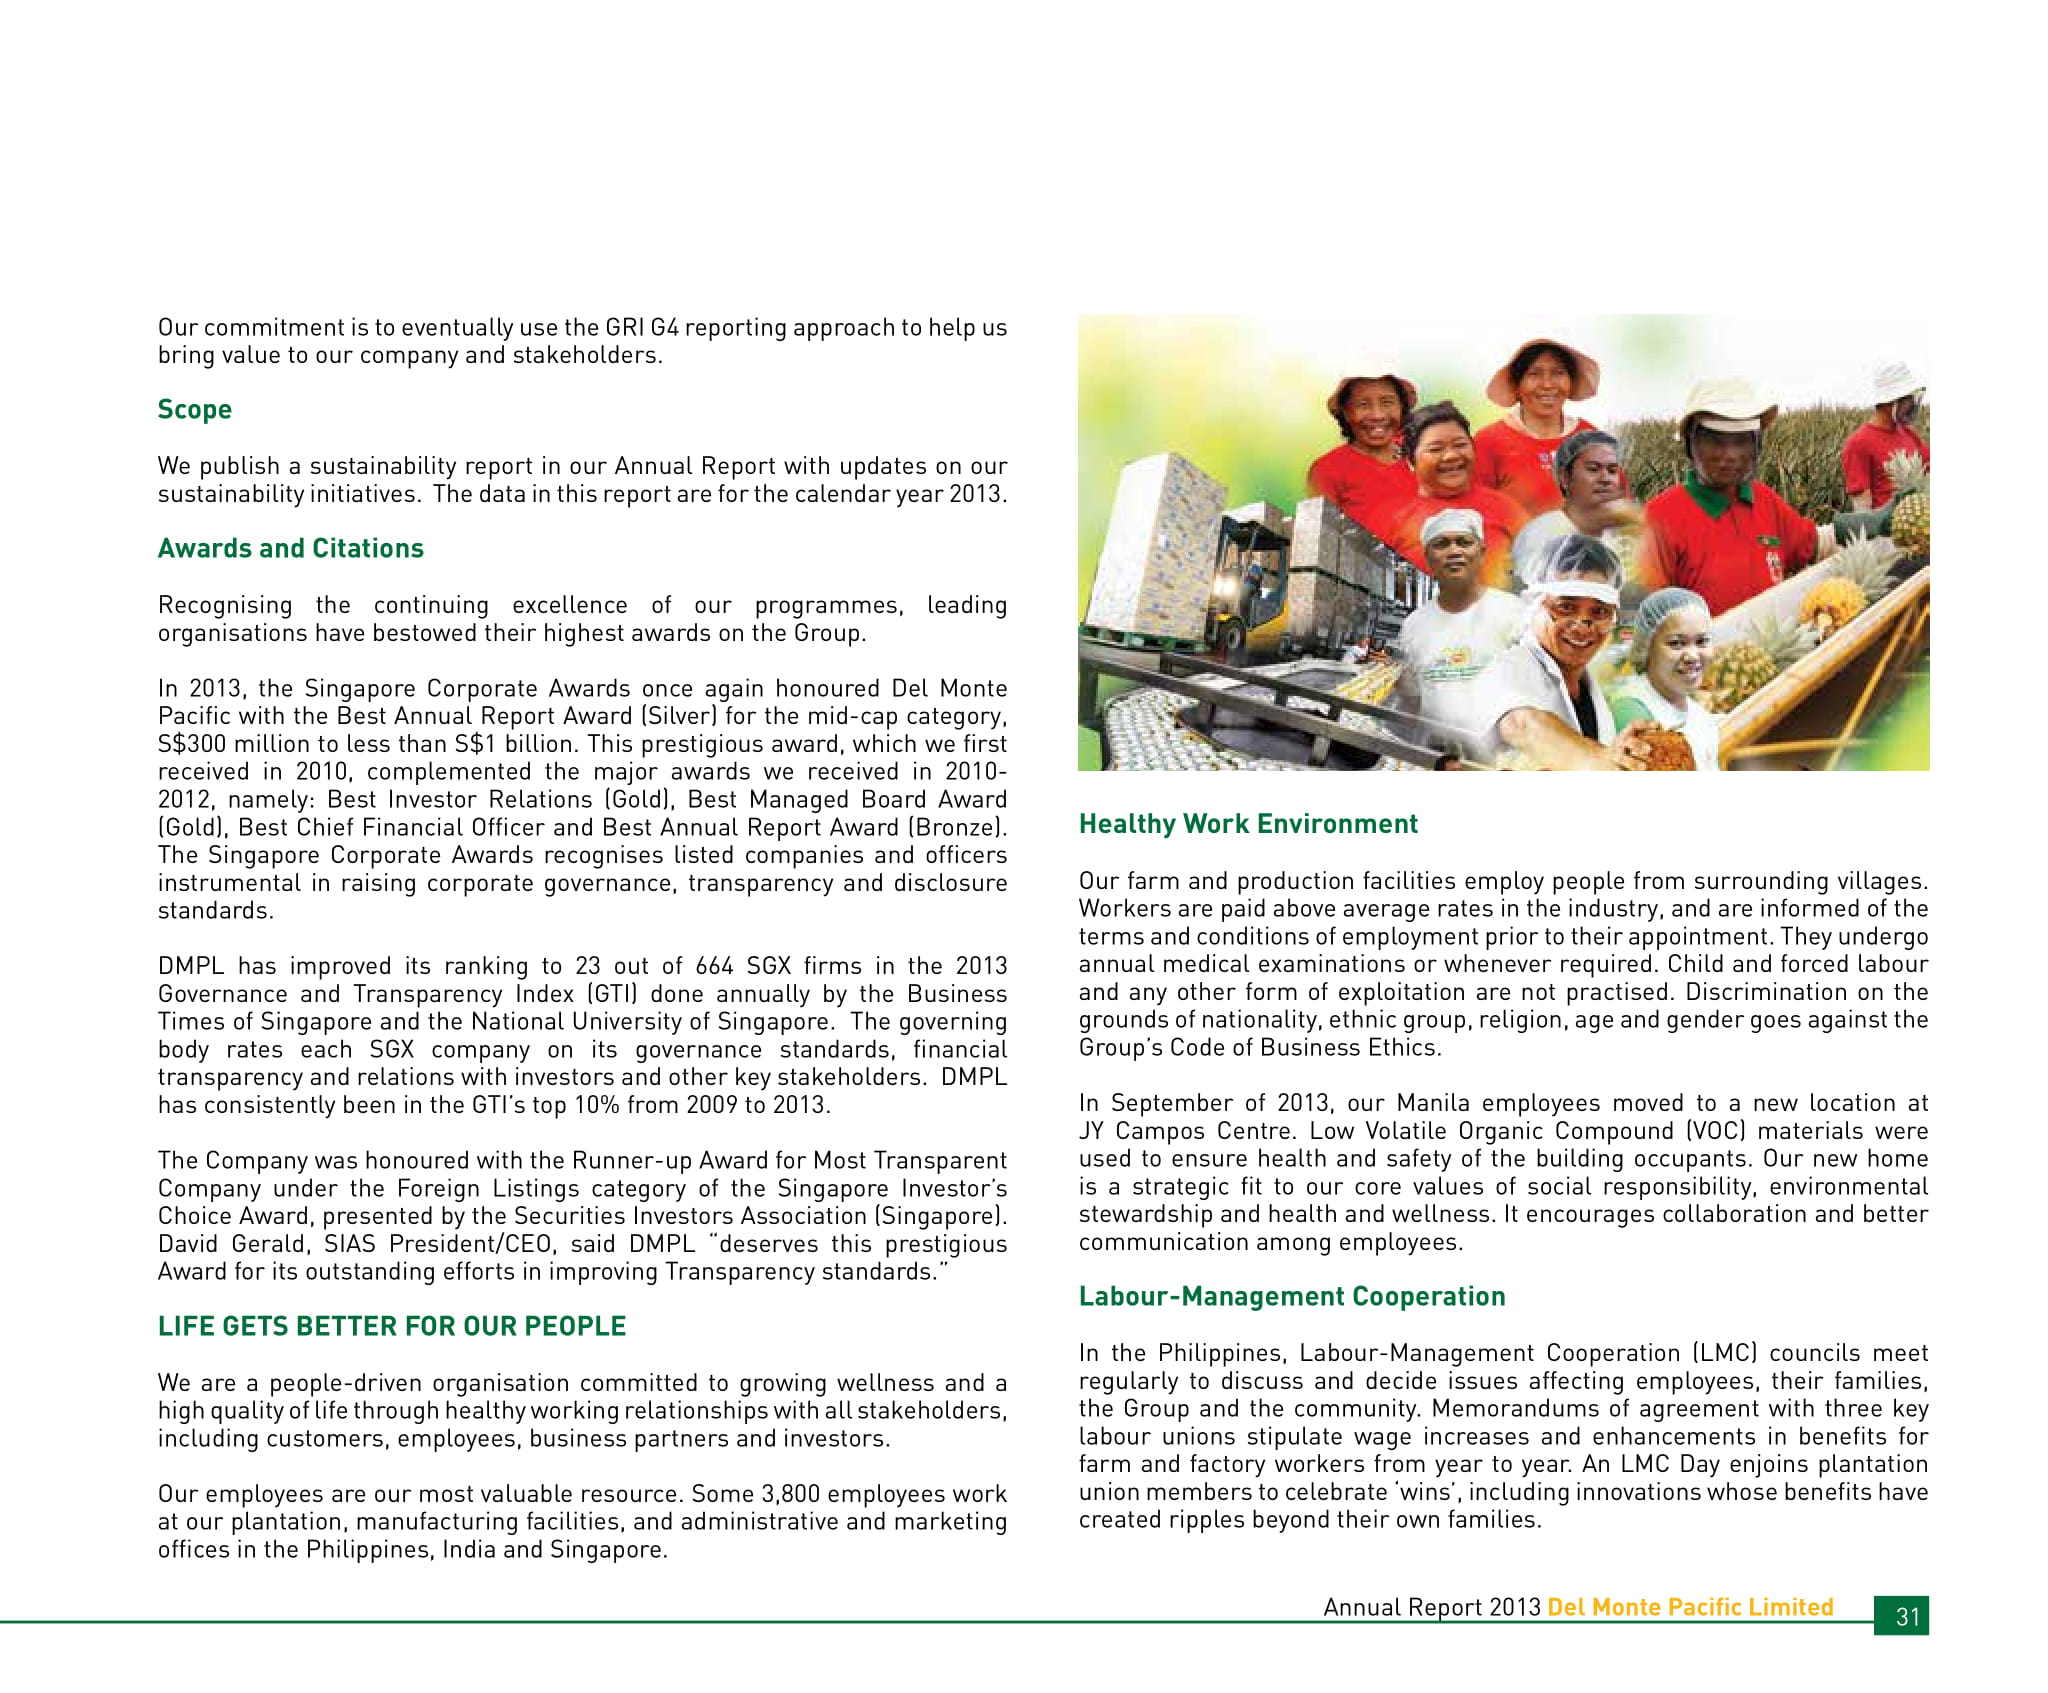 Our commitment is to eventually use the GRI G4 reporting approach to help us
bring value to our company and stakeholders.
Scope
We publish a sustainability report in our Annual Report with updates on our
sustainability initiatives.  The data in this report are for the calendar year 2013.
Awards and Citations
Recognising the continuing excellence of our programmes, leading
organisations have bestowed their highest awards on the Group.
In 2013, the Singapore Corporate Awards once again honoured Del Monte
Pacific with the Best Annual Report Award (Silver) for the mid-cap category,
S$300 million to less than S$1 billion. This prestigious award, which we first
received in 2010, complemented the major awards we received in 2010-
2012, namely: Best Investor Relations (Gold), Best Managed Board Award
(Gold), Best Chief Financial Officer and Best Annual Report Award (Bronze).
The Singapore Corporate Awards recognises listed companies and officers
instrumental in raising corporate governance, transparency and disclosure
standards.
DMPL has improved its ranking to 23 out of 664 SGX firms in the 2013
Governance and Transparency Index (GTI) done annually by the Business
Times of Singapore and the National University of Singapore.  The governing
body rates each SGX company on its governance standards, financial
transparency and relations with investors and other key stakeholders.  DMPL
has consistently been in the GTI's top 10% from 2009 to 2013.
The Company was honoured with the Runner-up Award for Most Transparent
Company under the Foreign Listings category of the Singapore Investor's
Choice Award, presented by the Securities Investors Association (Singapore).
David Gerald, SIAS President/CEO, said DMPL “deserves this prestigious
Award for its outstanding efforts in improving Transparency standards.”
LIFE GETS BETTER FOR OUR PEOPLE
We are a people-driven organisation committed to growing wellness and a
high quality of life through healthy working relationships with all stakeholders,
including customers, employees, business partners and investors.
Our employees are our most valuable resource. Some 3,800 employees work
at our plantation, manufacturing facilities, and administrative and marketing
offices in the Philippines, India and Singapore.
Healthy Work Environment
Our farm and production facilities employ people from surrounding villages.
Workers are paid above average rates in the industry, and are informed of the
terms and conditions of employment prior to their appointment. They undergo
annual medical examinations or whenever required. Child and forced labour
and any other form of exploitation are not practised. Discrimination on the
grounds of nationality, ethnic group, religion, age and gender goes against the
Group's Code of Business Ethics.
In September of 2013, our Manila employees moved to a new location at
JY Campos Centre. Low Volatile Organic Compound (VOC) materials were
used to ensure health and safety of the building occupants. Our new home
is a strategic fit to our core values of social responsibility, environmental
stewardship and health and wellness. It encourages collaboration and better
communication among employees.
Labour-Management Cooperation
In the Philippines, Labour-Management Cooperation (LMC) councils meet
regularly to discuss and decide issues affecting employees, their families,
the Group and the community. Memorandums of agreement with three key
labour unions stipulate wage increases and enhancements in benefits for
farm and factory workers from year to year. An LMC Day enjoins plantation
union members to celebrate ‘wins’, including innovations whose benefits have
created ripples beyond their own families.
Annual Report 2013 Del Monte Pacific Limited
31